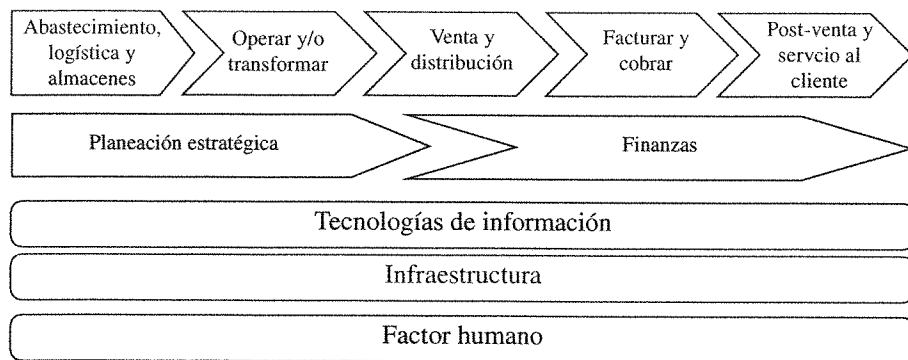 Abastecimiento,
logística y
almacenes
Operar y/o
transformar
Venta y
distribución
Facturar y
cobrar
Post-venta y
servcio al
cliente
Planeación estratégica
Finanzas
Tecnologías de información
Infraestructura
Factor humano